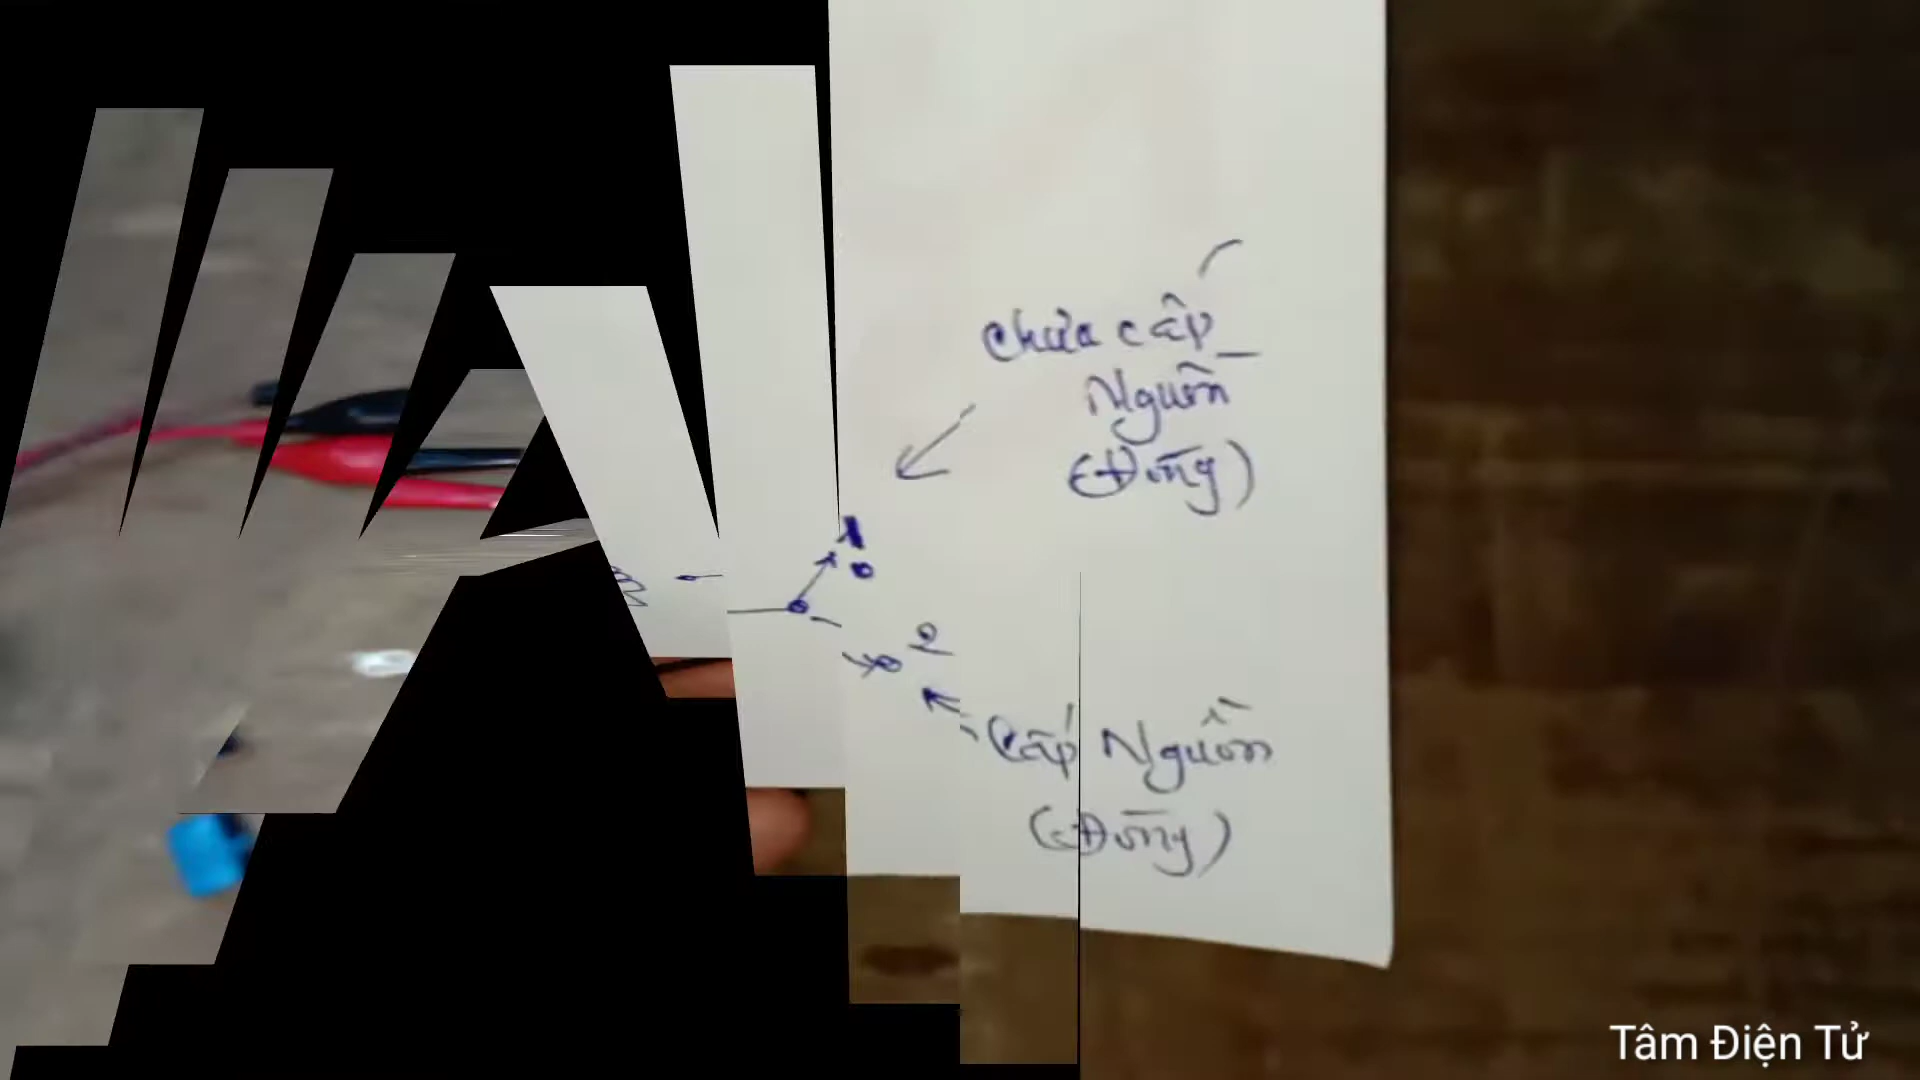 Chưa cấp
Nguồn
(Đóng)
1
2
Cấp Nguồn
(Đóng)
Tâm Điện Tử